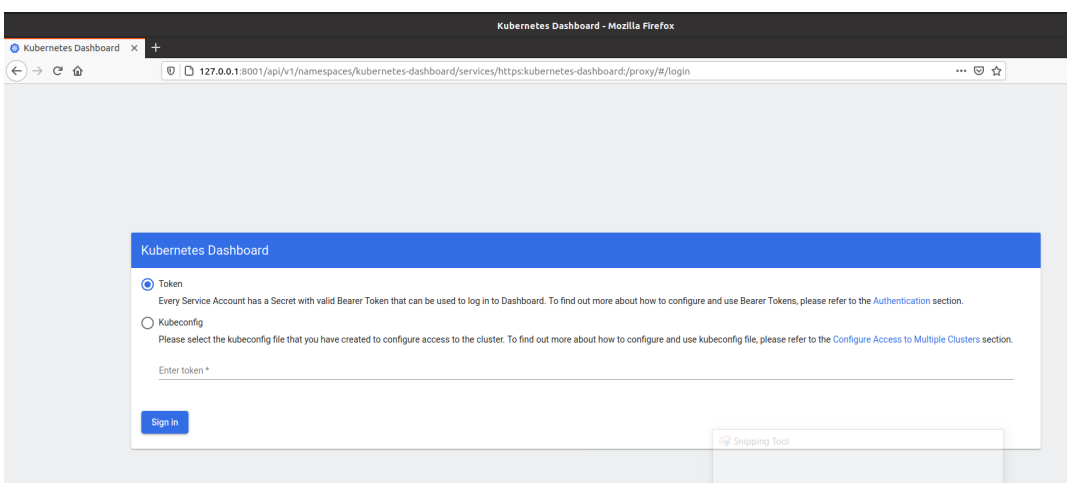 Kubernetes Dashboard - Mozilla Firefox
Kubernetes Dashboard × +
127.0.0.1:8001/api/v1/namespaces/kubernetes-dashboard/services/https:kubernetes-dashboard:/proxy/#/login
Kubernetes Dashboard
Token
Every Service Account has a Secret with valid Bearer Token that can be used to log in to Dashboard. To find out more about how to configure and use Bearer Tokens, please refer to the Authentication section.
Kubeconfig
Please select the kubeconfig file that you have created to configure access to the cluster. To find out more about how to configure and use kubeconfig file, please refer to the Configure Access to Multiple Clusters section.
Enter token *
Sign in
Snipping Tool